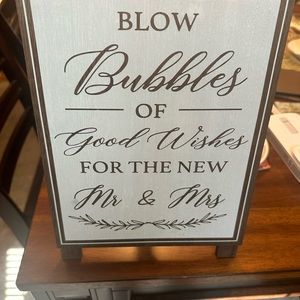 BLOW
Bubbles
OF
Good Wishes
FOR THE NEW
Mr & Mrs